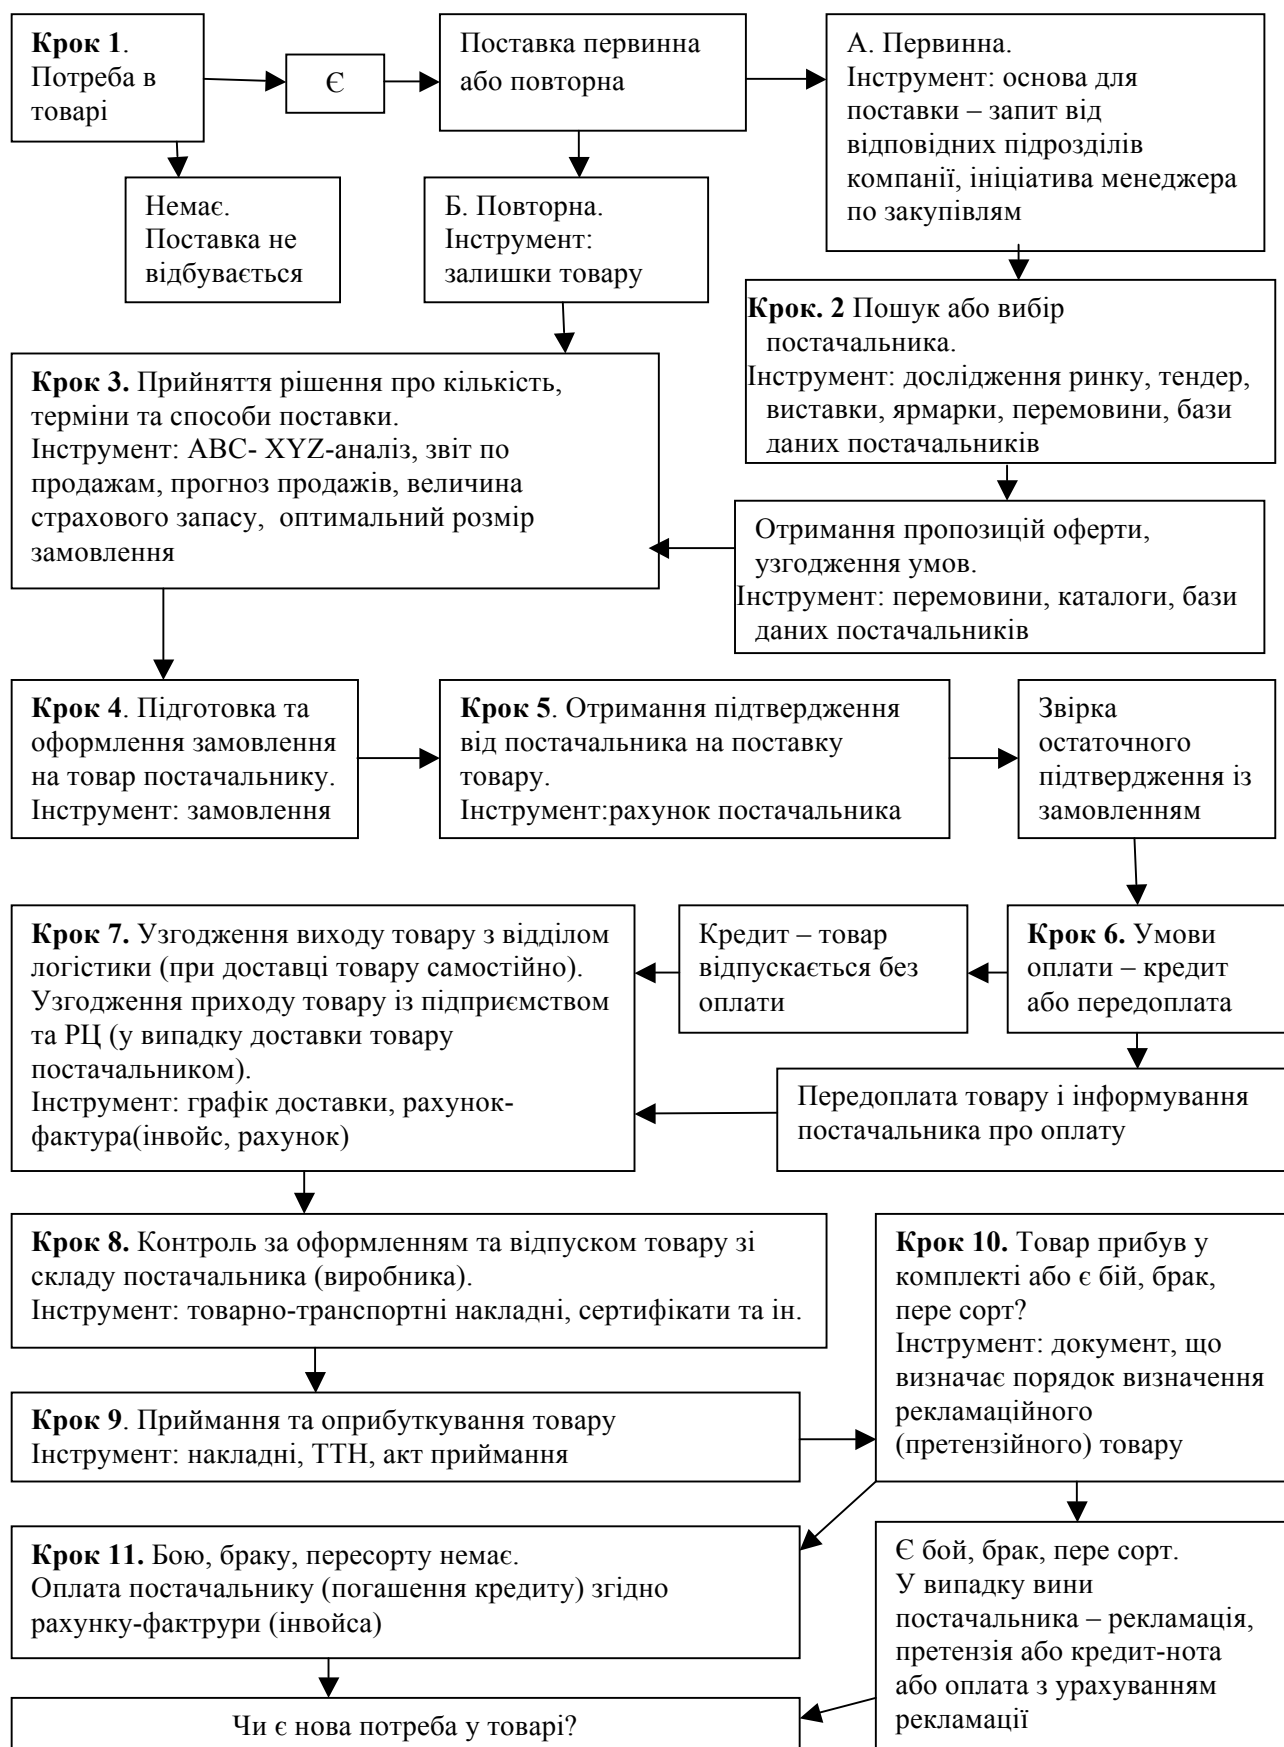 Крок 1.
Потреба в
товарі
Є
Поставка первинна
або повторна
А. Первинна.
Інструмент: основа для
поставки – запит від
відповідних підрозділів
компанії, ініціатива менеджера
по закупівлям
Немає.
Поставка не
відбувається
Б. Повторна.
Інструмент:
залишки товару
Крок. 2 Пошук або вибір
постачальника.
Інструмент: дослідження ринку, тендер,
виставки, ярмарки, перемовини, бази
даних постачальників
Крок 3. Прийняття рішення про кількість,
терміни та способи поставки.
Інструмент: АВС- XYZ-аналіз, звіт по
продажам, прогноз продажів, величина
страхового запасу,  оптимальний розмір
замовлення
Отримання пропозицій оферти,
узгодження умов.
Інструмент: перемовини, каталоги, бази
даних постачальників
Крок 4. Підготовка та
оформлення замовлення
на товар постачальнику.
Інструмент: замовлення
Крок 5. Отримання підтвердження
від постачальника на поставку
товару.
Інструмент:рахунок постачальника
Звірка
остаточного
підтвердження із
замовленням
Крок 7. Узгодження виходу товару з відділом
логістики (при доставці товару самостійно).
Узгодження приходу товару із підприємством
та РЦ (у випадку доставки товару
постачальником).
Інструмент: графік доставки, рахунок-
фактура(інвойс, рахунок)
Кредит – товар
відпускається без
оплати
Крок 6. Умови
оплати – кредит
або передоплата
Передоплата товару і інформування
постачальника про оплату
Крок 8. Контроль за оформленням та відпуском товару зі
складу постачальника (виробника).
Інструмент: товарно-транспортні накладні, сертифікати та ін.
Крок 10. Товар прибув у
комплекті або є бій, брак,
пере сорт?
Інструмент: документ, що
визначає порядок визначення
рекламаційного
(претензійного) товару
Крок 9. Приймання та оприбуткування товару
Інструмент: накладні, ТТН, акт приймання
Крок 11. Бою, браку, пересорту немає.
Оплата постачальнику (погашення кредиту) згідно
рахунку-фактрури (інвойса)
Є бой, брак, пере сорт.
У випадку вини
постачальника – рекламація,
претензія або кредит-нота
або оплата з урахуванням
рекламації
Чи є нова потреба у товарі?